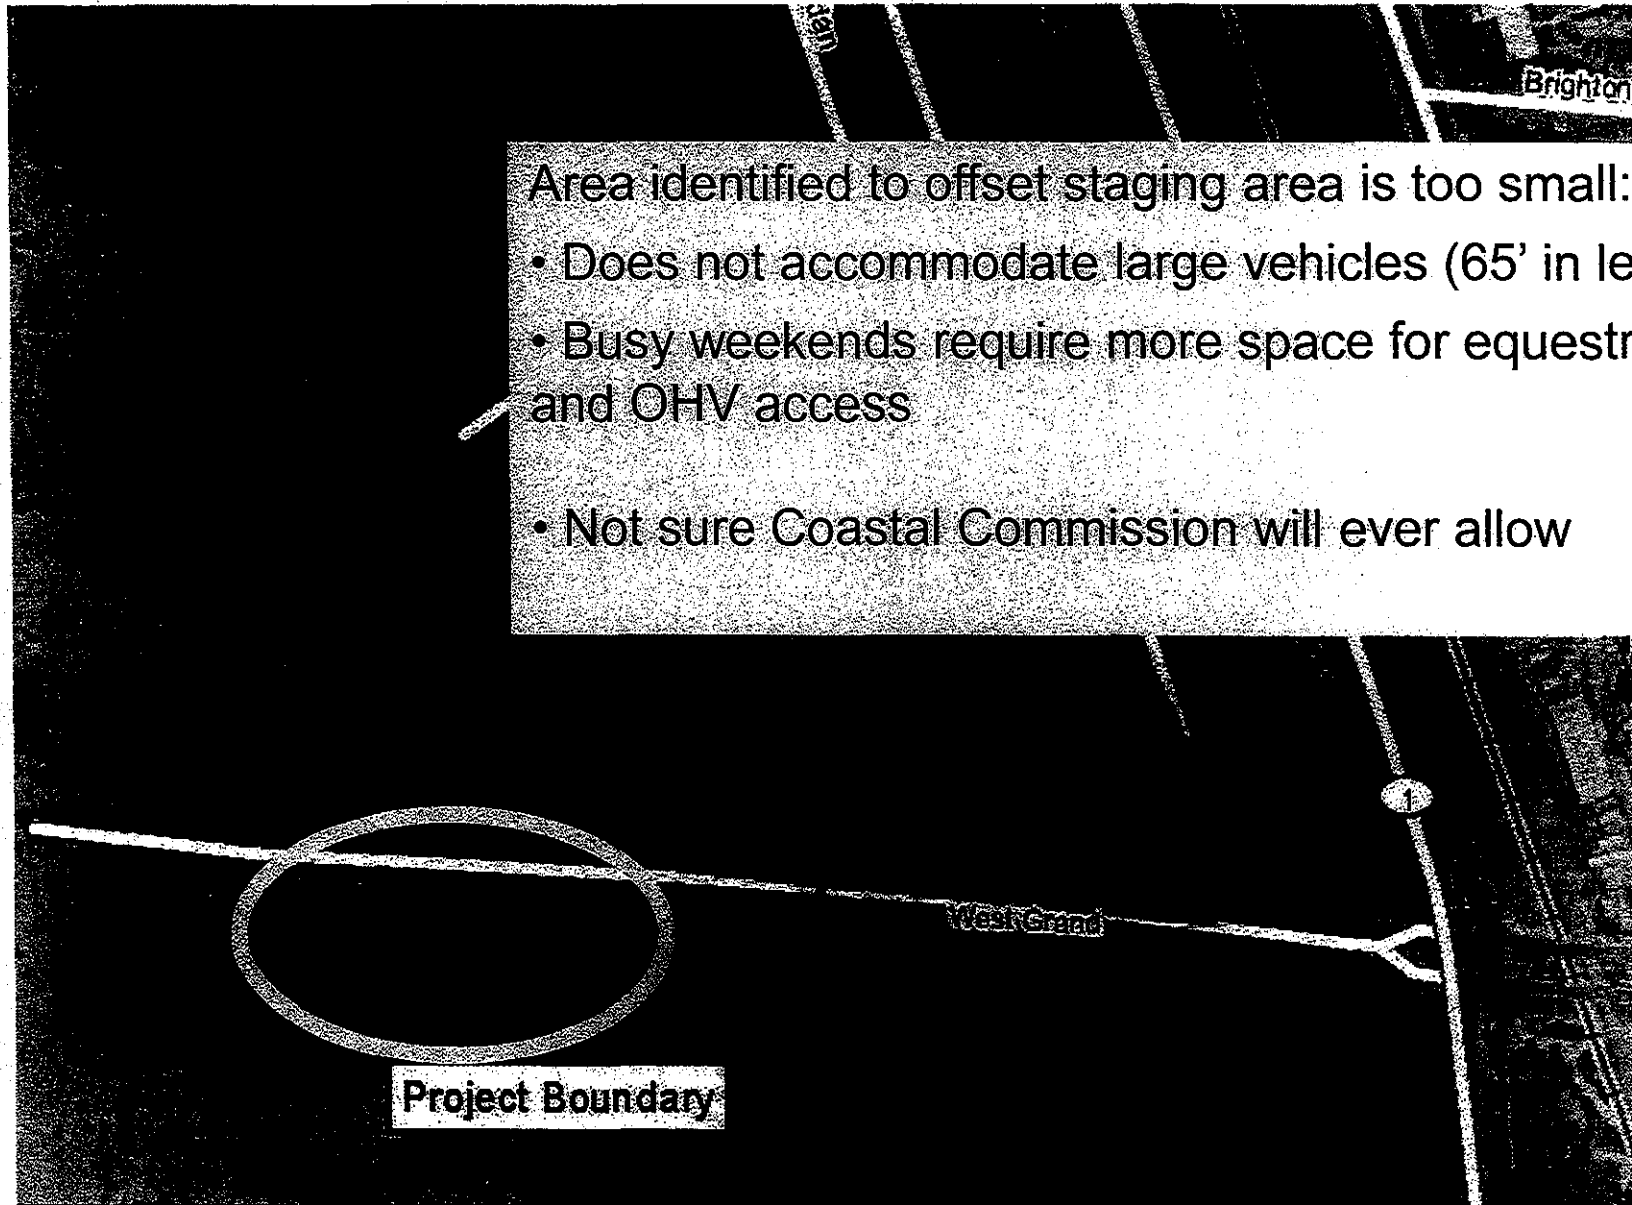 Brighton
Area identified to offset staging area is too small:
• Does not accommodate large vehicles (65' in le
• Busy weekends require more space for equestr
and OHV access
• Not sure Coastal Commission will ever allow
1
West Grand
Project Boundary